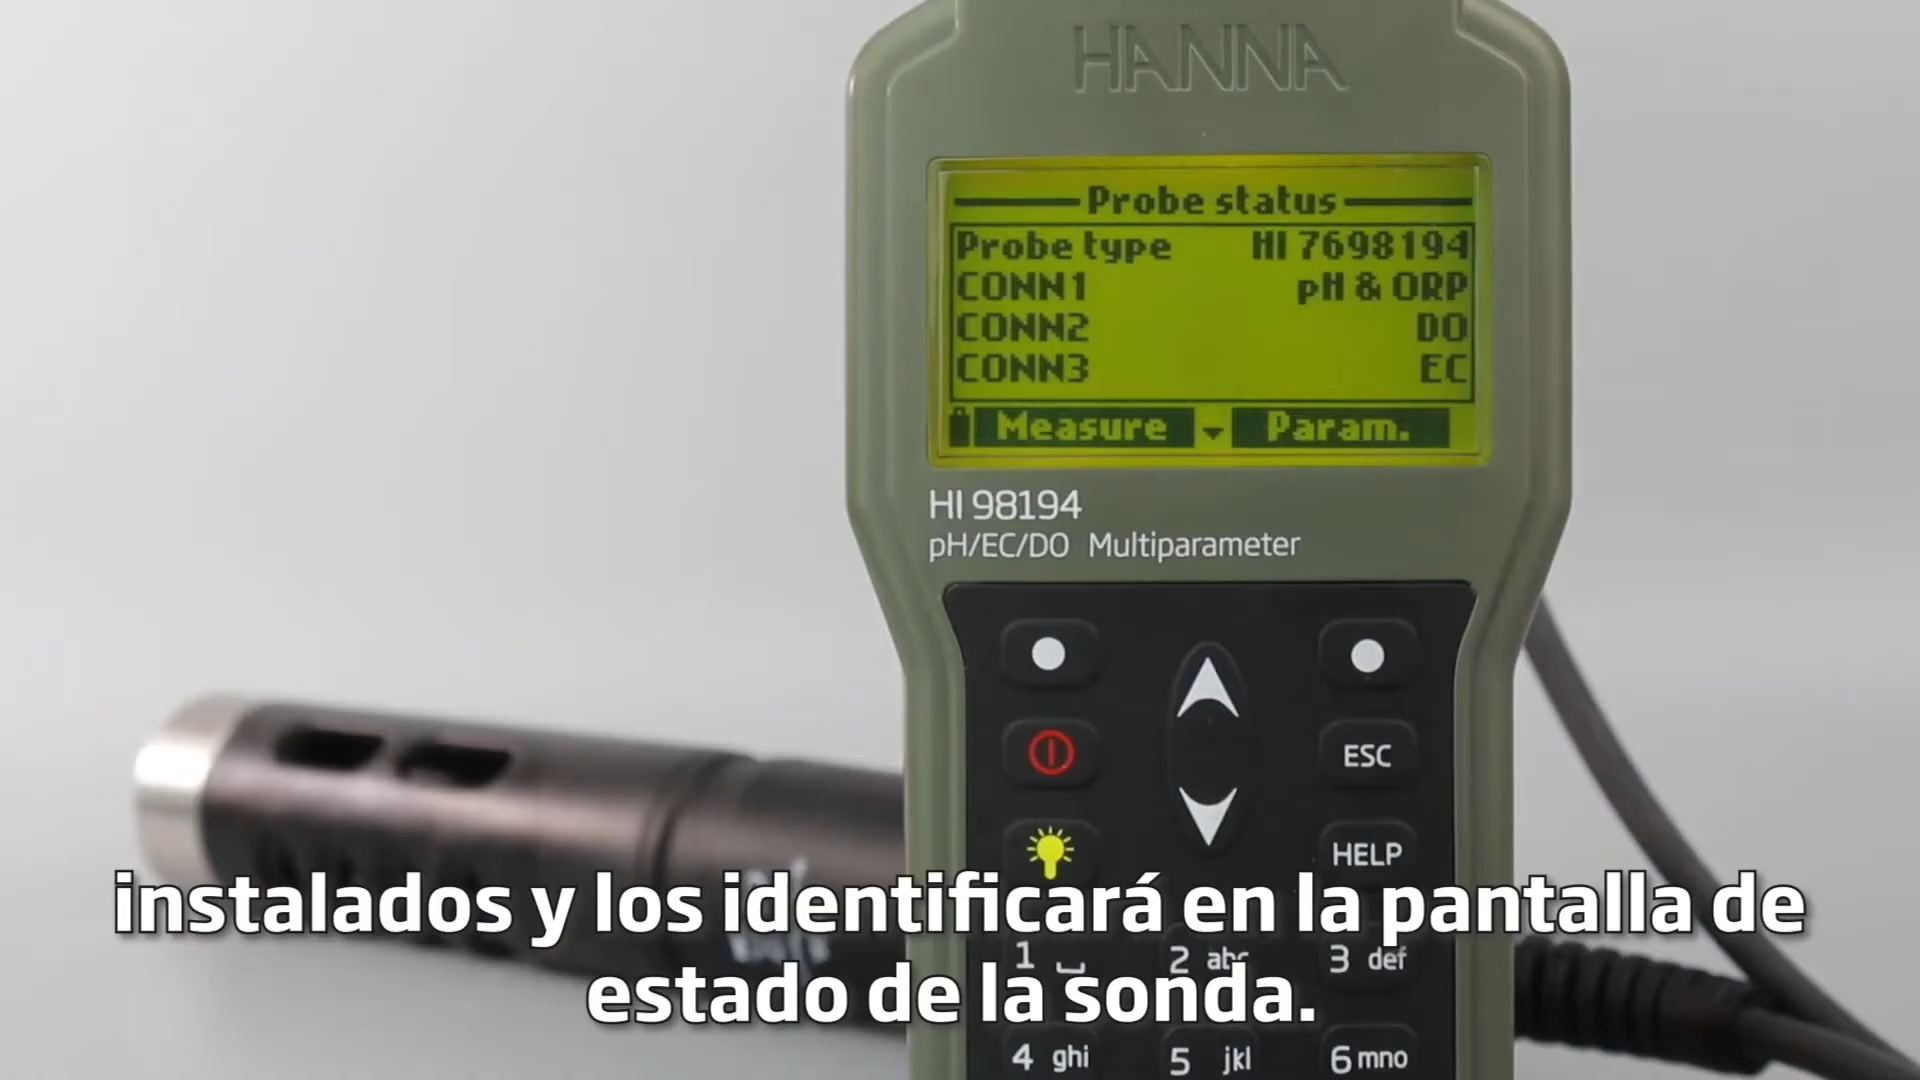 HANNA
Probe status
Probe type HI 7698194
CONN1 pH & ORP
CONN2 DO
CONN3 EC
Measure Param.
HI 98194
pH/EC/DO Multiparameter
ESC
HELP
instalados y los identificará en la pantalla de
estado de la sonda.
1 2 abc 3 def
4 ghi 5 jkl 6 mno